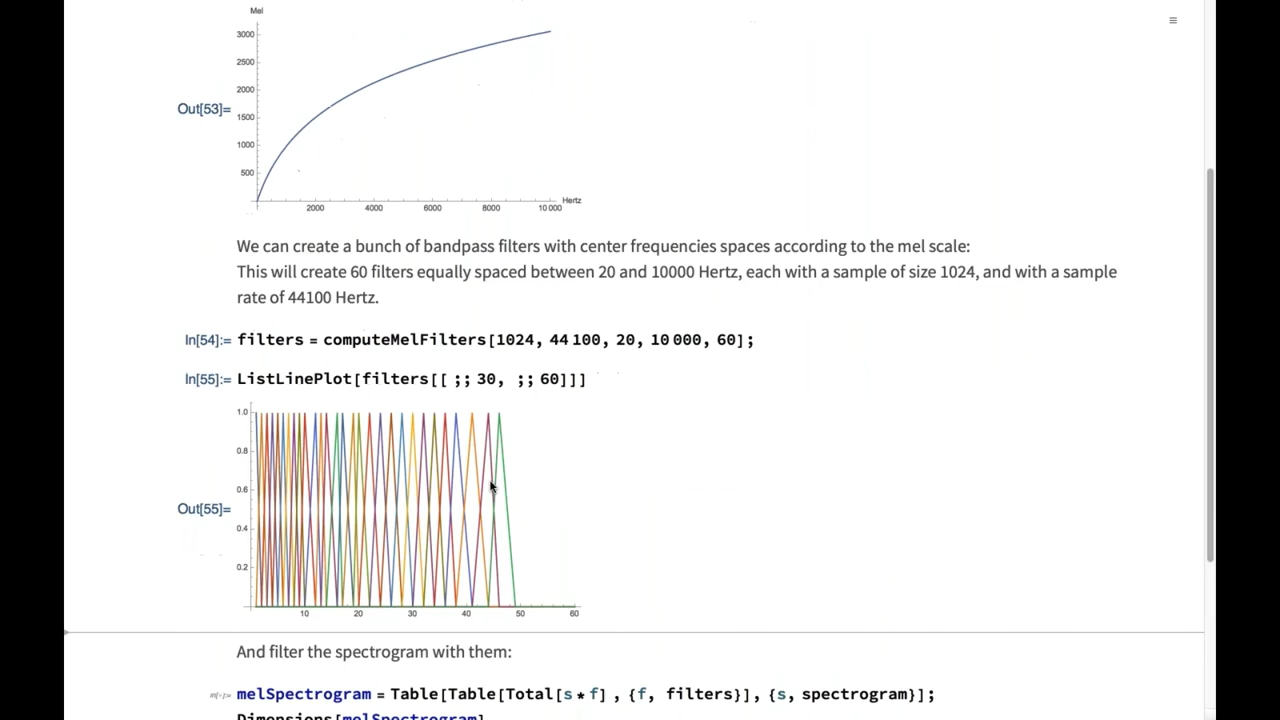 Mel
3000
2500
2000
Out[53]=
1500
1000
500
2000 4000 6000 8000 10 000 Hertz
We can create a bunch of bandpass filters with center frequencies spaces according to the mel scale:
This will create 60 filters equally spaced between 20 and 10000 Hertz, each with a sample of size 1024, and with a sample
rate of 44100 Hertz.
In[54]:= filters = computeMelFilters[1024, 44 100, 20, 10 000, 60];
In[55]:= ListLinePlot[filters[[ ;; 30, ;; 60]]]
1.0
0.8
0.6
Out[55]=
0.4
0.2
10 20 30 40 50 60
And filter the spectrogram with them:
In[•]:= melSpectrogram = Table[Table[Total[s * f] , {f, filters}], {s, spectrogram}];
Dimensions[melSpectrogram]